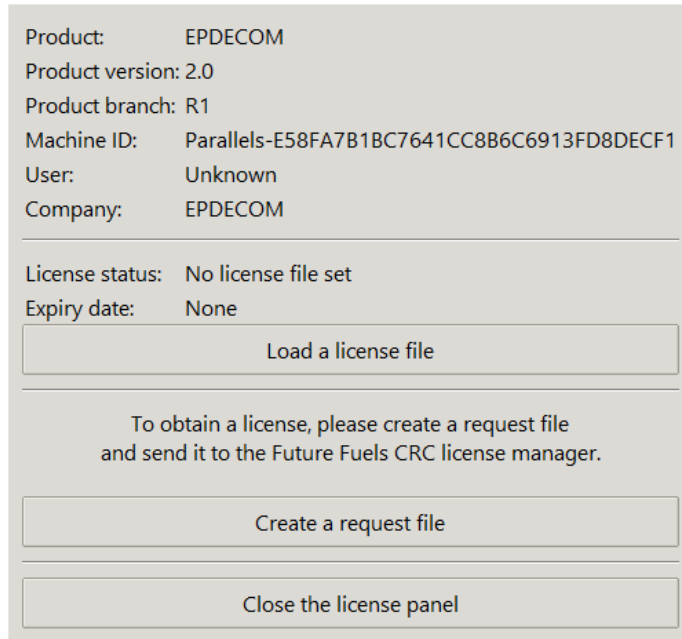 Product: EPDECOM
Product version: 2.0
Product branch: R1
Machine ID: Parallels-E58FA7B1BC7641CC8B6C6913FD8DECF1
User: Unknown
Company: EPDECOM
License status: No license file set
Expiry date: None
Load a license file
To obtain a license, please create a request file
and send it to the Future Fuels CRC license manager.
Create a request file
Close the license panel